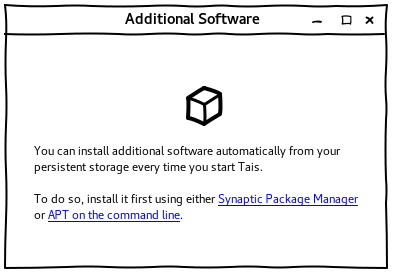 Additional Software
You can install additional software automatically from your
persistent storage every time you start Tais.
To do so, install it first using either Synaptic Package Manager
or APT on the command line.